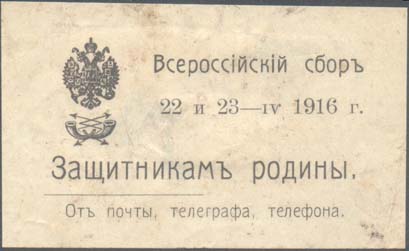 Всероссійскій сборъ
22 и 23—IV 1916 г.
Защитникамъ родины.
Отъ почты, телеграфа, телефона.